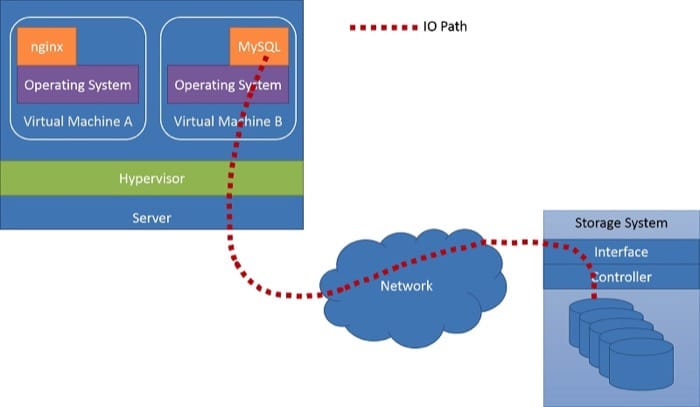 nginx
MySQL
IO Path
Operating System
Operating System
Virtual Machine A
Virtual Machine B
Hypervisor
Server
Storage System
Interface
Controller
Network